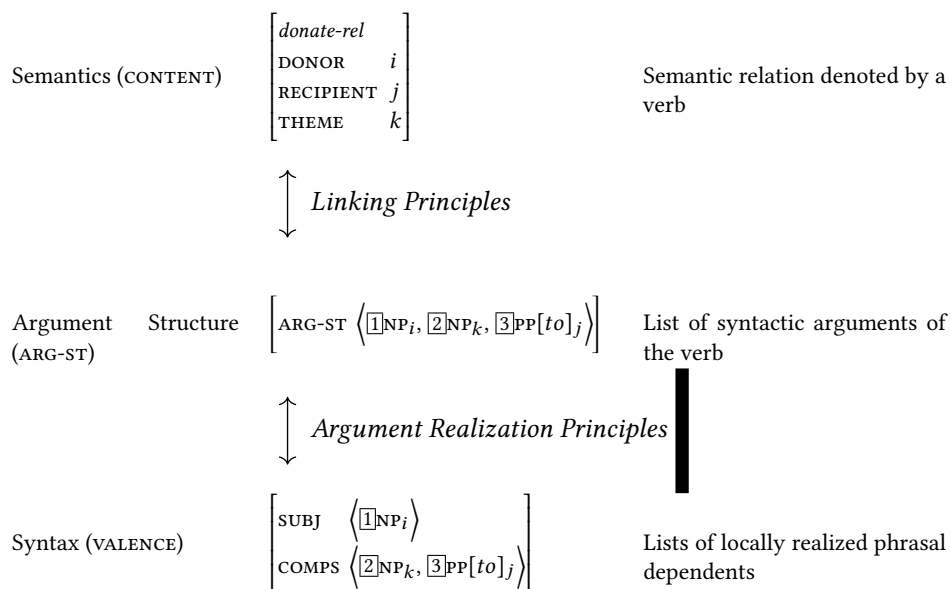 donate-rel
DONOR i
RECIPIENT j
THEME k
Semantics (CONTENT)
Semantic relation denoted by a
verb
Linking Principles
Argument Structure
(ARG-ST)
ARG-ST ⟨1NPi, 2NPk, 3PP[to]j⟩
List of syntactic arguments of
the verb
Argument Realization Principles
Syntax (VALENCE)
SUBJ ⟨1NPi⟩
COMPS ⟨2NPk, 3PP[to]j⟩
Lists of locally realized phrasal
dependents